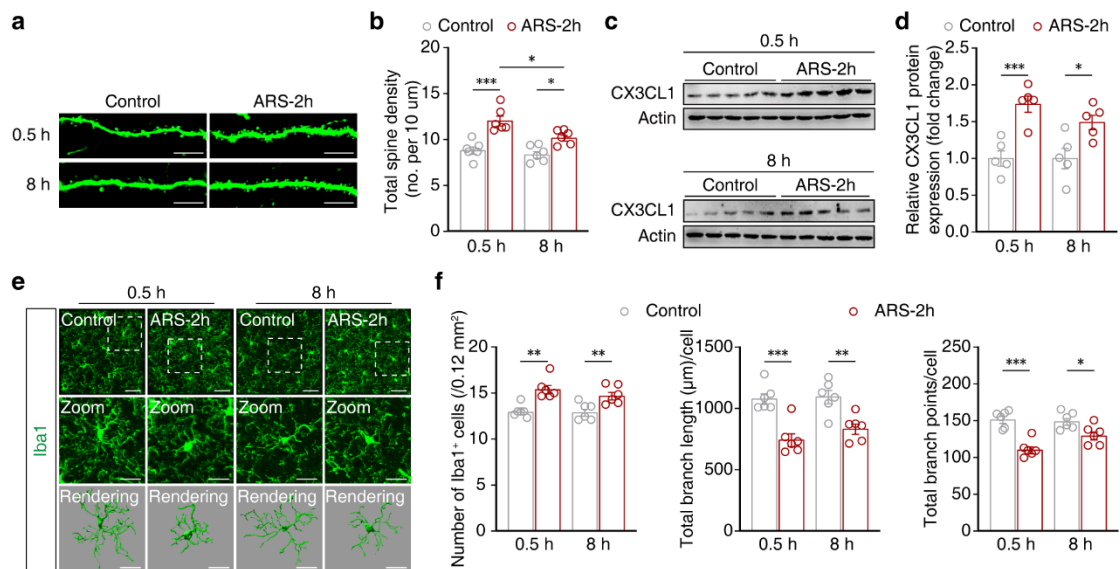 a
Control
ARS-2h
0.5 h
8 h
b
Control
ARS-2h
Total spine density
(no. per 10 um)
20
15
10
5
0
***
*
*
0.5 h
8 h
c
0.5 h
Control
ARS-2h
CX3CL1
Actin
8 h
Control
ARS-2h
CX3CL1
Actin
d
Control
ARS-2h
Relative CX3CL1 protein
expression (fold change)
2.5
2.0
1.5
1.0
0.5
0.0
***
*
0.5 h
8 h
e
0.5 h
8 h
Iba1
Control
ARS-2h
Control
ARS-2h
Zoom
Zoom
Zoom
Zoom
Rendering
Rendering
Rendering
Rendering
f
Control
ARS-2h
Number of Iba1⁺ cells (/0.12 mm²)
20
15
10
5
0
**
**
0.5 h
8 h
Total branch length (μm)/cell
1500
1000
500
0
***
**
0.5 h
8 h
Total branch points/cell
250
200
150
100
50
0
***
*
0.5 h
8 h